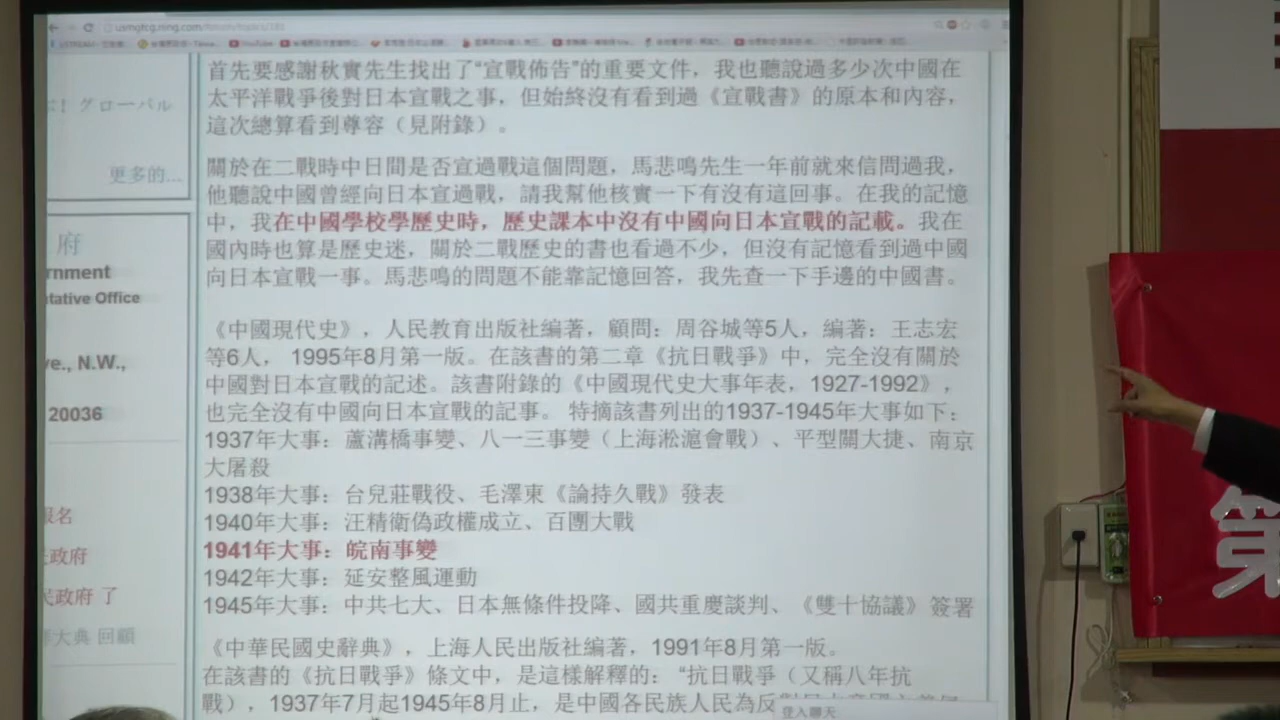 usmgtcg.ning.com
YouTube
グローバル
更多的...
府
rnment
tative Office
ve., N.W.,
20036
報名
民政府
民政府 了
大典 回顧
首先要感謝秋實先生找出了“宣戰佈告”的重要文件，我也聽說過多少次中國在
太平洋戰爭後對日本宣戰之事，但始終沒有看到過《宣戰書》的原本和內容，
這次總算看到尊容（見附錄）。
關於在二戰時中日間是否宣過戰這個問題，馬悲鳴先生一年前就來信問過我，
他聽說中國曾經向日本宣過戰，請我幫他核實一下有沒有這回事。在我的記憶
中，我在中國學校學歷史時，歷史課本中沒有中國向日本宣戰的記載。我在
國內時也算是歷史迷，關於二戰歷史的書也看過不少，但沒有記憶看到過中國
向日本宣戰一事。馬悲鳴的問題不能靠記憶回答，我先查一下手邊的中國書。
《中國現代史》，人民教育出版社編著，顧問：周谷城等5人，編著：王志宏
等6人， 1995年8月第一版。在該書的第二章《抗日戰爭》中，完全沒有關於
中國對日本宣戰的記述。該書附錄的《中國現代史大事年表，1927-1992》，
也完全沒有中國向日本宣戰的記事。 特摘該書列出的1937-1945年大事如下：
1937年大事：蘆溝橋事變、八一三事變（上海淞滬會戰）、平型關大捷、南京
大屠殺
1938年大事：台兒莊戰役、毛澤東《論持久戰》發表
1940年大事：汪精衛偽政權成立、百團大戰
1941年大事：皖南事變
1942年大事：延安整風運動
1945年大事：中共七大、日本無條件投降、國共重慶談判、《雙十協議》簽署
《中華民國史辭典》，上海人民出版社編著，1991年8月第一版。
在該書的《抗日戰爭》條文中，是這樣解釋的： “抗日戰爭（又稱八年抗
戰），1937年7月起1945年8月止，是中國各民族人民為反
登入聊天
第